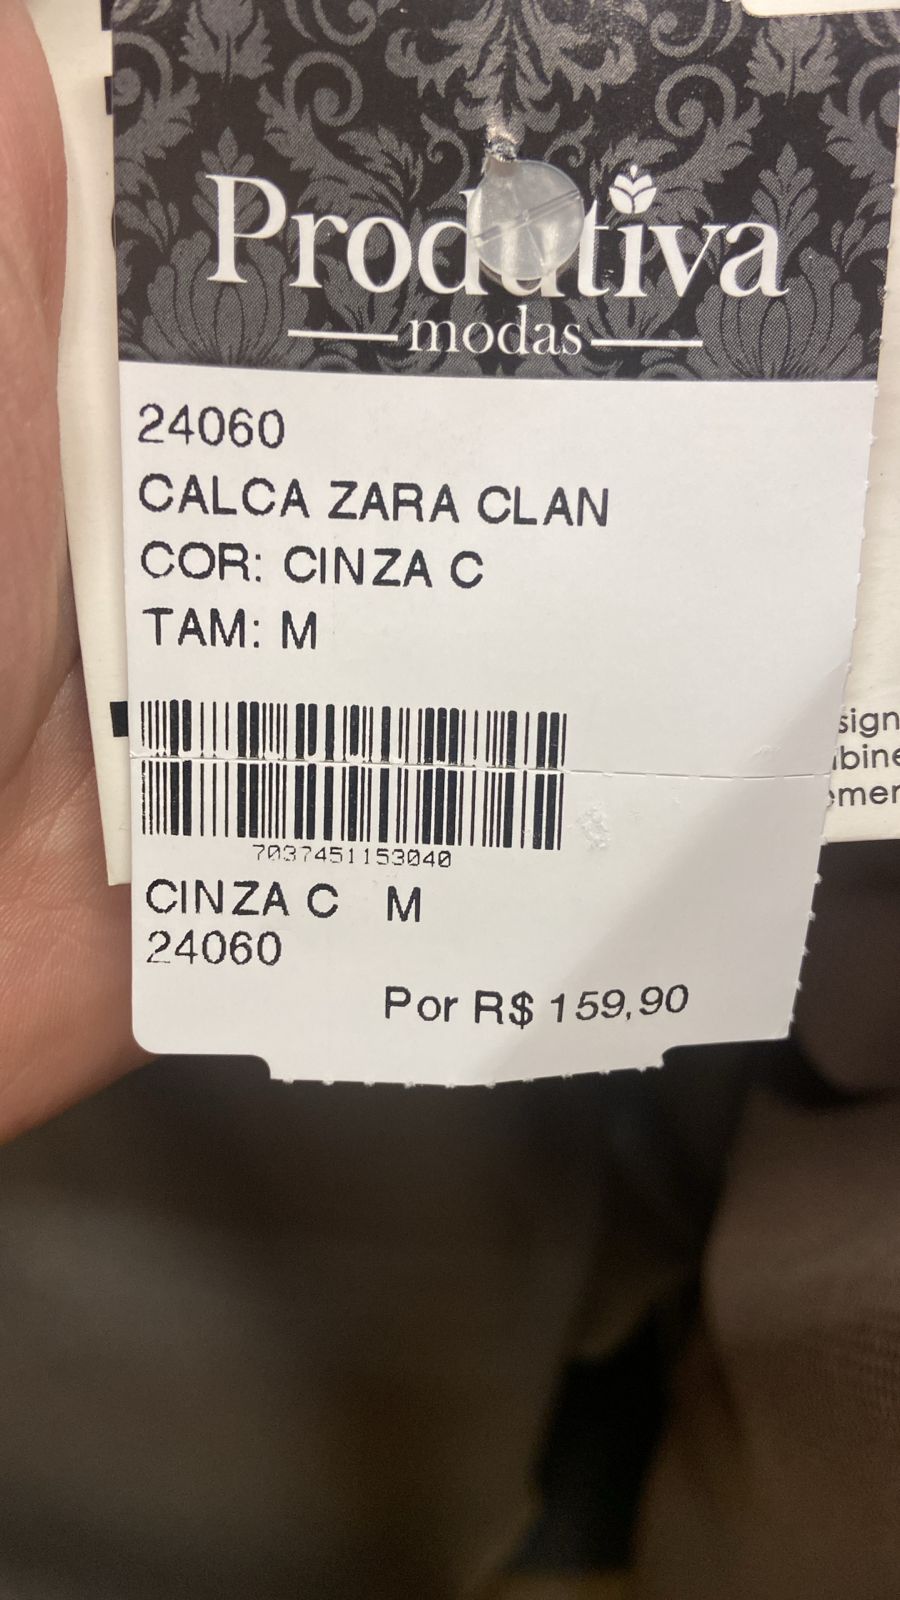 Produtiva
modas
24060
CALCA ZARA CLAN
COR: CINZA C
TAM: M
7037451153040
CINZA C M
24060
Por R$ 159,90